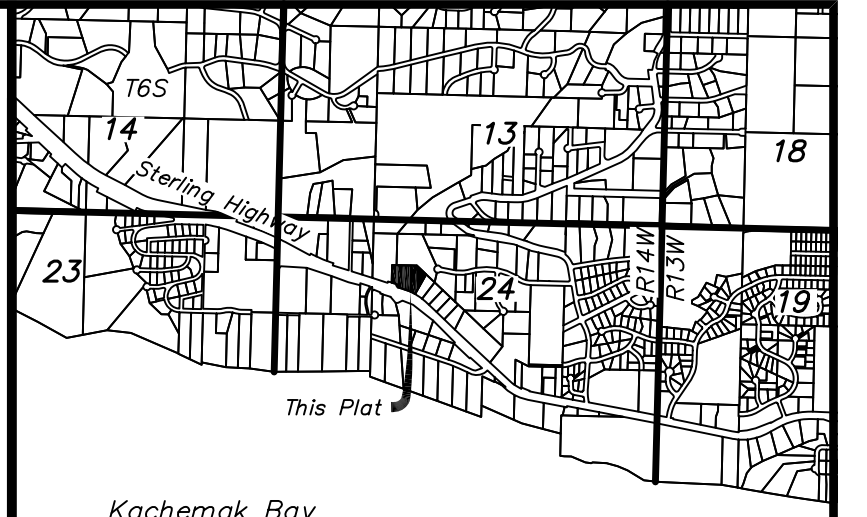 T6S
14
13
18
Sterling Highway
23
24
R14W
R13W
19
This Plat
Kachemak Bay